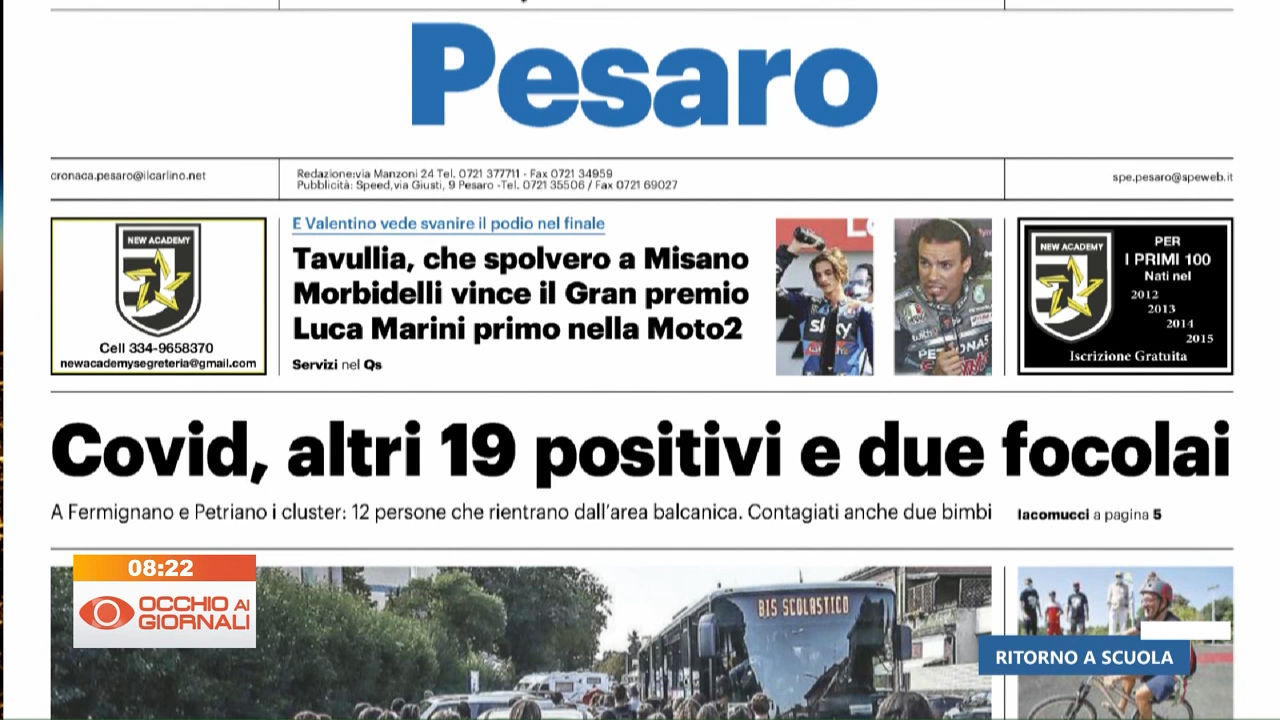 Pesaro
cronaca.pesaro@ilcarlino.net
Redazione:via Manzoni 24 Tel. 0721 377711 - Fax 0721 34959
Pubblicità: Speed,via Giusti, 9 Pesaro -Tel. 0721 35506 / Fax 0721 69027
spe.pesaro@speweb.it
NEW ACADEMY
Cell 334-9658370
newacademysegreteria@gmail.com
E Valentino vede svanire il podio nel finale
Tavullia, che spolvero a Misano
Morbidelli vince il Gran premio
Luca Marini primo nella Moto2
Servizi nel Qs
sky
PETRONAS
NEW ACADEMY
PER
I PRIMI 100
Nati nel
2012
2013
2014
2015
Iscrizione Gratuita
Covid, altri 19 positivi e due focolai
A Fermignano e Petriano i cluster: 12 persone che rientrano dall'area balcanica. Contagiati anche due bimbi
Iacomucci a pagina 5
BIS SCOLASTICO
08:22
OCCHIO AI
GIORNALI
RITORNO A SCUOLA